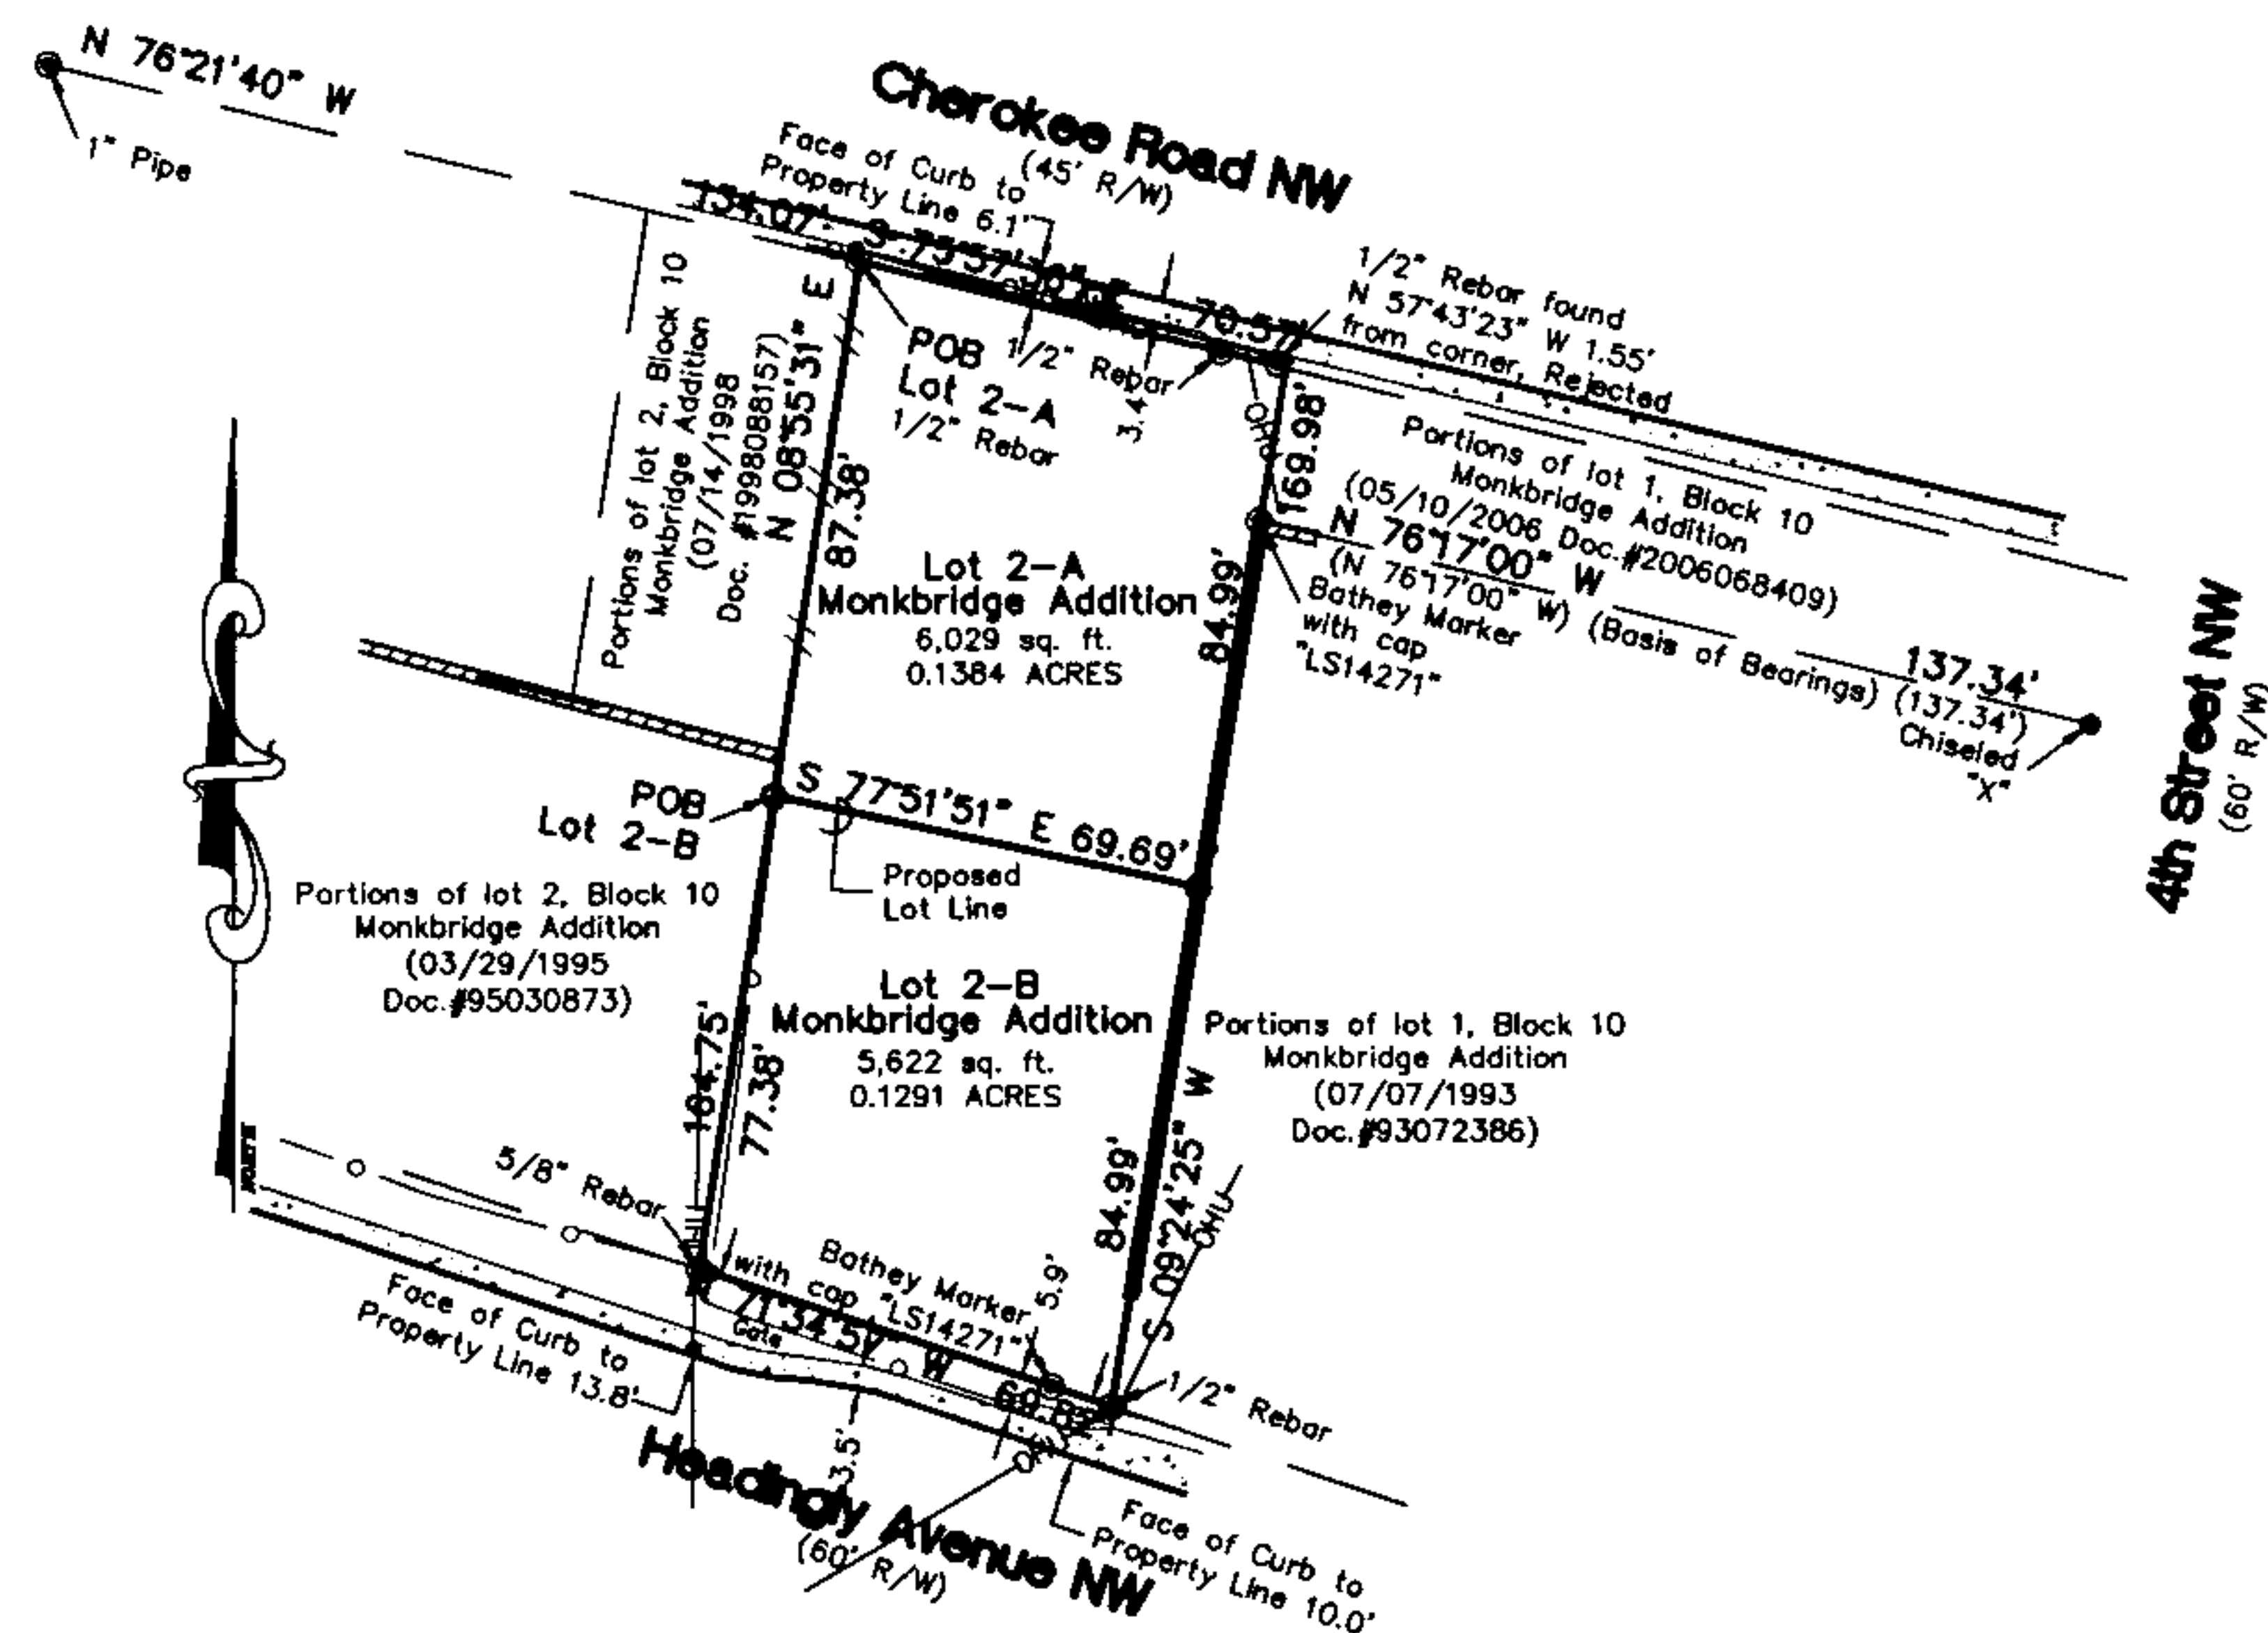 N 76°21'40" W
1" Pipe
Cherokee Road NW
(45' R/W)
Face of Curb to
Property Line 6.1'
134.07'
70.57'
1/2" Rebar found
N 57°43'23" W 1.55'
from corner, Rejected
POB
Lot 2-A
1/2" Rebar
1/2" Rebar
3.4'
Portions of lot 2, Block 10
Monkbridge Addition
(07/14/1998
Doc. #1998088157)
N 08°55'31" E
87.38'
169.98'
Portions of lot 1, Block 10
Monkbridge Addition
(05/10/2006 Doc.#2006068409)
N 76°17'00" W
(N 76°17'00" W) (Basis of Bearings)
137.34'
(137.34')
Chiseled
"X"
Bathey Marker
with cap
"LS14271"
4th Street NW
(60' R/W)
Lot 2-A
Monkbridge Addition
6,029 sq. ft.
0.1384 ACRES
84.99'
POB
Lot 2-B
S 77°51'51" E 69.69'
Proposed
Lot Line
Portions of lot 2, Block 10
Monkbridge Addition
(03/29/1995
Doc.#95030873)
Lot 2-B
Monkbridge Addition
5,622 sq. ft.
0.1291 ACRES
Portions of lot 1, Block 10
Monkbridge Addition
(07/07/1993
Doc.#93072386)
164.75'
77.38'
84.99'
S 09°24'25" W
OHU
5/8" Rebar
Bathey Marker
with cap "LS14271"
5.9'
Gate
1/2" Rebar
Face of Curb to
Property Line 13.8'
3.5'
Headingly Avenue NW
(60' R/W)
Face of Curb to
Property Line 10.0'